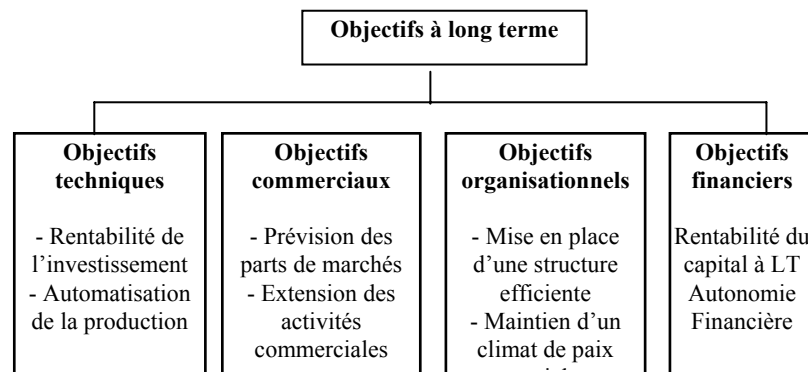 Objectifs à long terme
Objectifs
techniques
- Rentabilité de
l’investissement
- Automatisation
de la production
Objectifs
commerciaux
- Prévision des
parts de marchés
- Extension des
activités
commerciales
Objectifs
organisationnels
- Mise en place
d’une structure
efficiente
- Maintien d’un
climat de paix
Objectifs
financiers
Rentabilité du
capital à LT
Autonomie
Financière